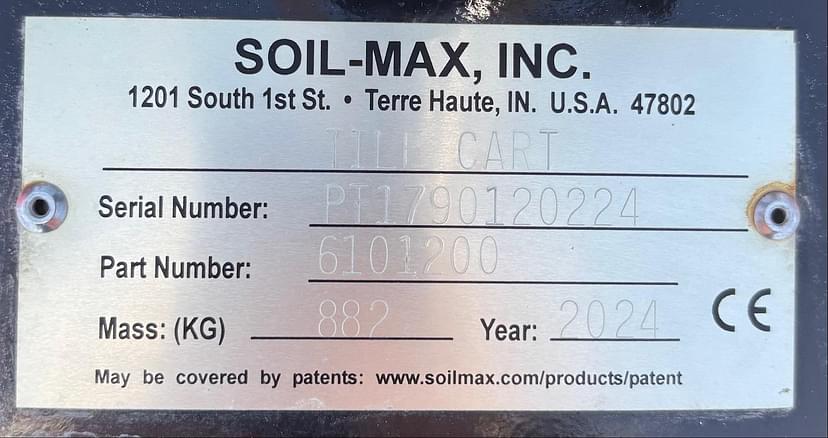 SOIL-MAX, INC.
1201 South 1st St. • Terre Haute, IN. U.S.A. 47802
TILE CART
Serial Number: PT1790120224
Part Number: 6101200
Mass: (KG) 882 Year: 2024 CE
May be covered by patents: www.soilmax.com/products/patent